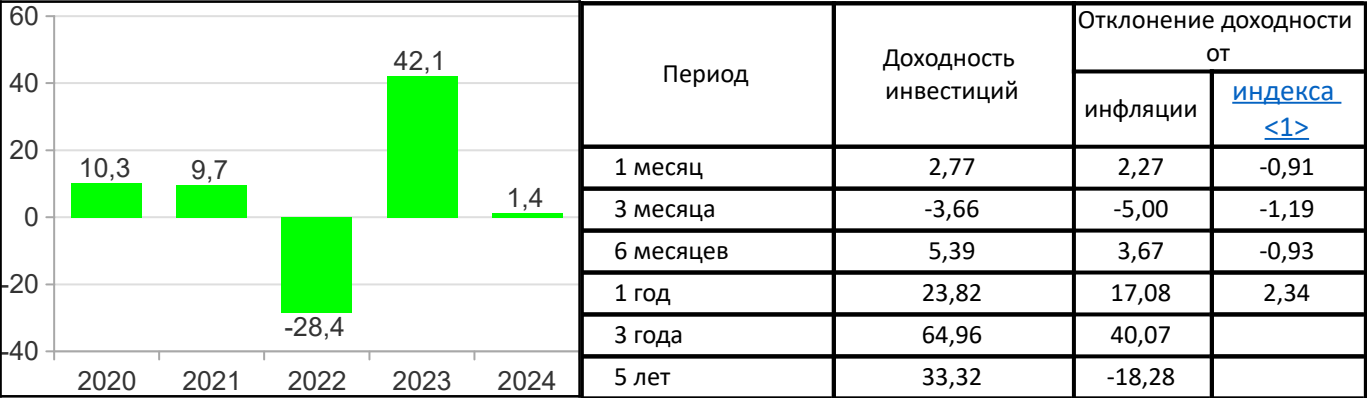 60
40
20
0
-20
-40
10,3
9,7
-28,4
42,1
1,4
2020 2021 2022 2023 2024
Период
Доходность
инвестиций
Отклонение доходности
от
инфляции
индекса
<1>
1 месяц 2,77 2,27 -0,91
3 месяца -3,66 -5,00 -1,19
6 месяцев 5,39 3,67 -0,93
1 год 23,82 17,08 2,34
3 года 64,96 40,07
5 лет 33,32 -18,28